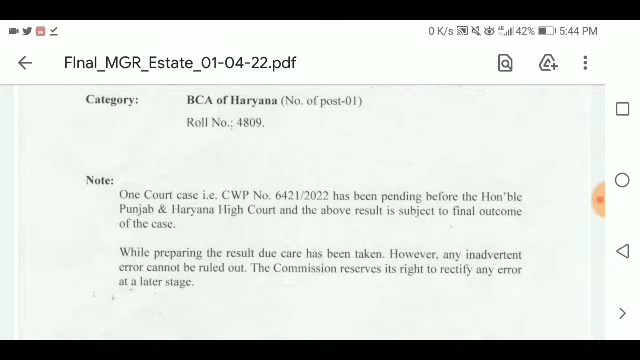 0 K/s 42% 5:44 PM
FInal_MGR_Estate_01-04-22.pdf
Category: BCA of Haryana (No. of post-01)
Roll No.: 4809.
Note:
One Court case i.e. CWP No. 6421/2022 has been pending before the Hon'ble
Punjab & Haryana High Court and the above result is subject to final outcome
of the case.
While preparing the result due care has been taken. However, any inadvertent
error cannot be ruled out. The Commission reserves its right to rectify any error
at a later stage.